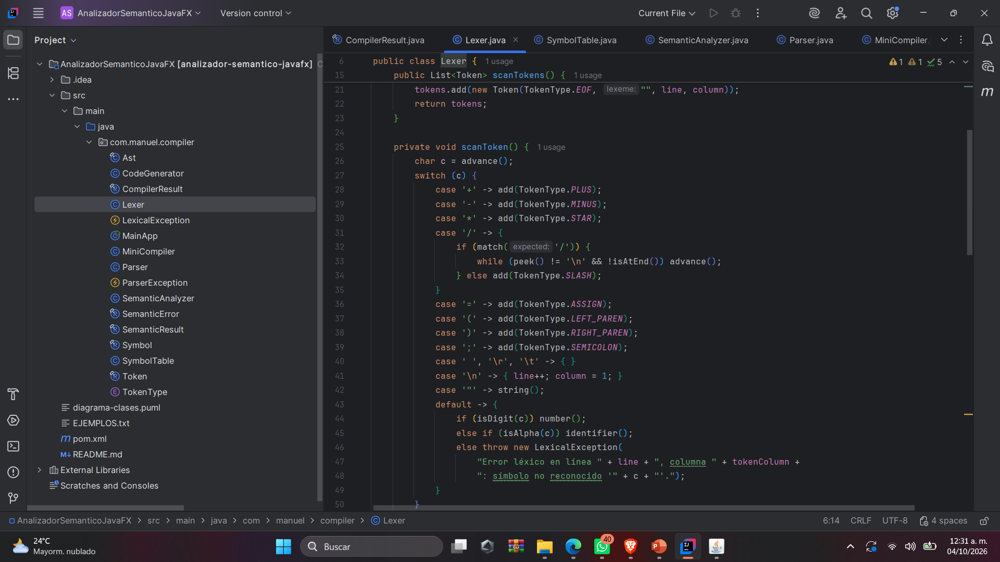 AS AnalizadorSemanticoJavaFX
Version control
Current File
Project
CompilerResult.java
Lexer.java
SymbolTable.java
SemanticAnalyzer.java
Parser.java
MiniCompiler.
AnalizadorSemanticoJavaFX [analizador-semantico-javafx]
.idea
src
main
java
com.manuel.compiler
Ast
CodeGenerator
CompilerResult
Lexer
LexicalException
MainApp
MiniCompiler
Parser
ParserException
SemanticAnalyzer
SemanticError
SemanticResult
Symbol
SymbolTable
Token
TokenType
diagrama-clases.puml
EJEMPLOS.txt
pom.xml
README.md
External Libraries
Scratches and Consoles
1 1 5
6 public class Lexer { 1 usage
15 public List<Token> scanTokens() { 1 usage
21 tokens.add(new Token(TokenType.EOF, lexeme: "", line, column));
22 return tokens;
23 }
24
25 private void scanToken() { 1 usage
26 char c = advance();
27 switch (c) {
28 case '+' -> add(TokenType.PLUS);
29 case '-' -> add(TokenType.MINUS);
30 case '*' -> add(TokenType.STAR);
31 case '/' -> {
32 if (match( expected: '/')) {
33 while (peek() != '\n' && !isAtEnd()) advance();
34 } else add(TokenType.SLASH);
35 }
36 case '=' -> add(TokenType.ASSIGN);
37 case '(' -> add(TokenType.LEFT_PAREN);
38 case ')' -> add(TokenType.RIGHT_PAREN);
39 case ';' -> add(TokenType.SEMICOLON);
40 case ' ', '\r', '\t' -> { }
41 case '\n' -> { line++; column = 1; }
42 case '"' -> string();
43 default -> {
44 if (isDigit(c)) number();
45 else if (isAlpha(c)) identifier();
46 else throw new LexicalException(
47 "Error léxico en línea " + line + ", columna " + tokenColumn +
48 ": símbolo no reconocido '" + c + "'.");
49 }
50 }
AnalizadorSemanticoJavaFX > src > main > java > com > manuel > compiler > Lexer
6:14 CRLF UTF-8 4 spaces
24°C
Mayorm. nublado
Buscar
40
12:31 a. m.
04/10/2026